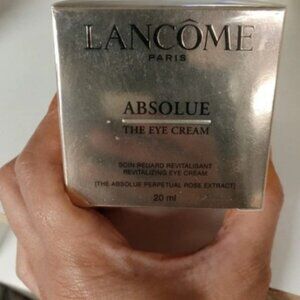 LANCÔME
PARIS
ABSOLUE
THE EYE CREAM
SOIN REGARD REVITALISANT
REVITALIZING EYE CREAM
[THE ABSOLUE PERPETUAL ROSE EXTRACT]
20 ml